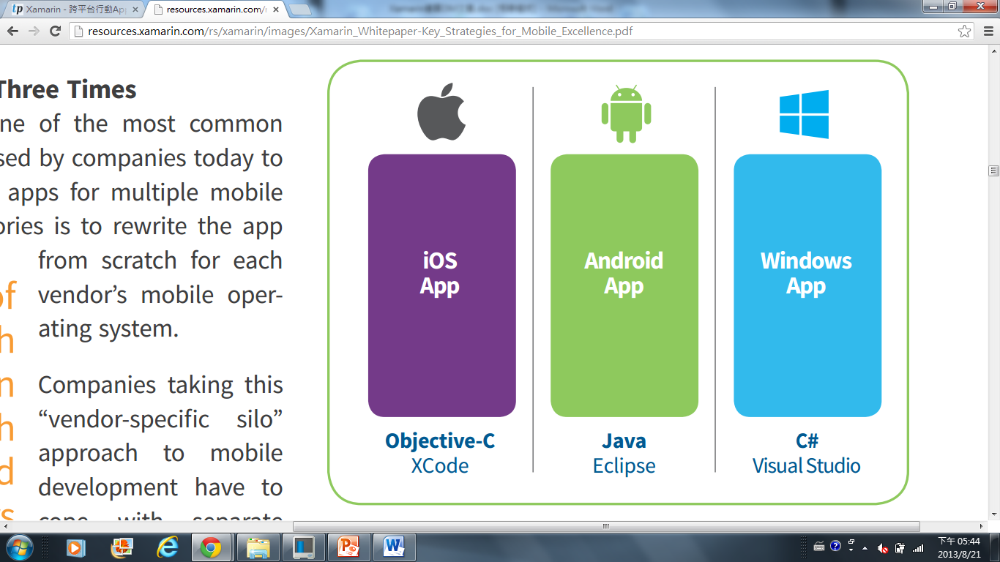 Xamarin - 跨平台行動Ap
resources.xamarin.com/r
resources.xamarin.com/rs/xamarin/images/Xamarin_Whitepaper-Key_Strategies_for_Mobile_Excellence.pdf
Three Times
ne of the most common
sed by companies today to
apps for multiple mobile
ories is to rewrite the app
from scratch for each
vendor's mobile oper-
ating system.
of
h
n
h
d
Companies taking this
“vendor-specific silo”
approach to mobile
development have to
cope with separate
iOS
App
Objective-C
XCode
Android
App
Java
Eclipse
Windows
App
C#
Visual Studio
下午 05:44
2013/8/21